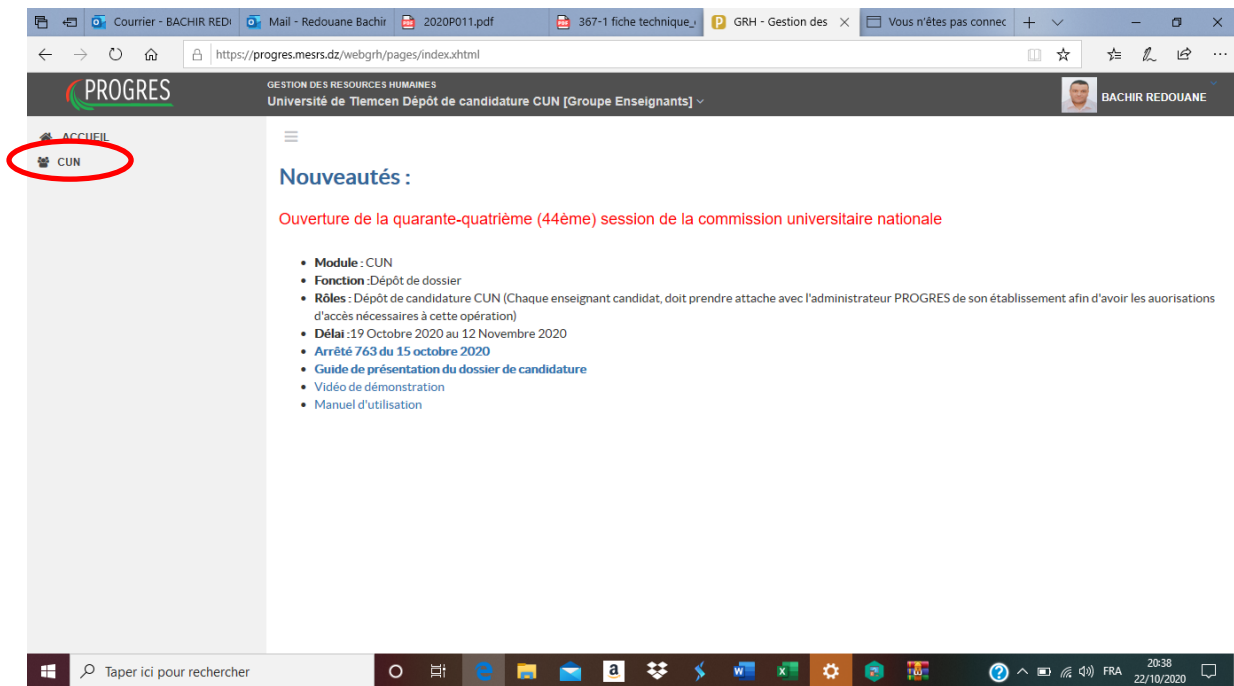 Courrier - BACHIR RED
Mail - Redouane Bachir
2020P011.pdf
367-1 fiche technique_
GRH - Gestion des
Vous n'êtes pas connec
https://progres.mesrs.dz/webgrh/pages/index.xhtml
PROGRES
GESTION DES RESOURCES HUMAINES
Université de Tlemcen Dépôt de candidature CUN [Groupe Enseignants]
BACHIR REDOUANE
ACCUEIL
CUN
Nouveautés :
Ouverture de la quarante-quatrième (44ème) session de la commission universitaire nationale
• Module : CUN
• Fonction :Dépôt de dossier
• Rôles : Dépôt de candidature CUN (Chaque enseignant candidat, doit prendre attache avec l'administrateur PROGRES de son établissement afin d'avoir les auorisations
d'accès nécessaires à cette opération)
• Délai :19 Octobre 2020 au 12 Novembre 2020
• Arrêté 763 du 15 octobre 2020
• Guide de présentation du dossier de candidature
• Vidéo de démonstration
• Manuel d'utilisation
Taper ici pour rechercher
FRA
20:38
22/10/2020